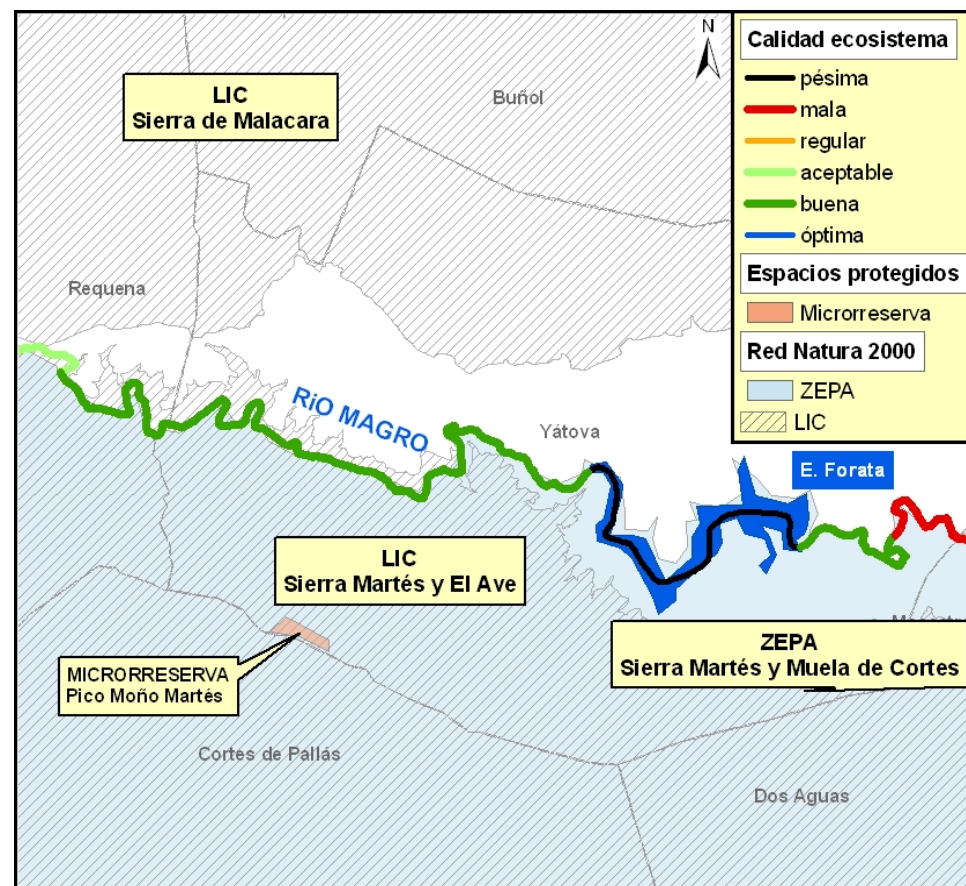 N
LIC
Sierra de Malacara
Buñol
Requena
RíO MAGRO
Yátova
E. Forata
LIC
Sierra Martés y El Ave
ZEPA
Sierra Martés y Muela de Cortes
MICRORRESERVA
Pico Moño Martés
Cortes de Pallás
Dos Aguas
Calidad ecosistema
pésima
mala
regular
aceptable
buena
óptima
Espacios protegidos
Microrreserva
Red Natura 2000
ZEPA
LIC